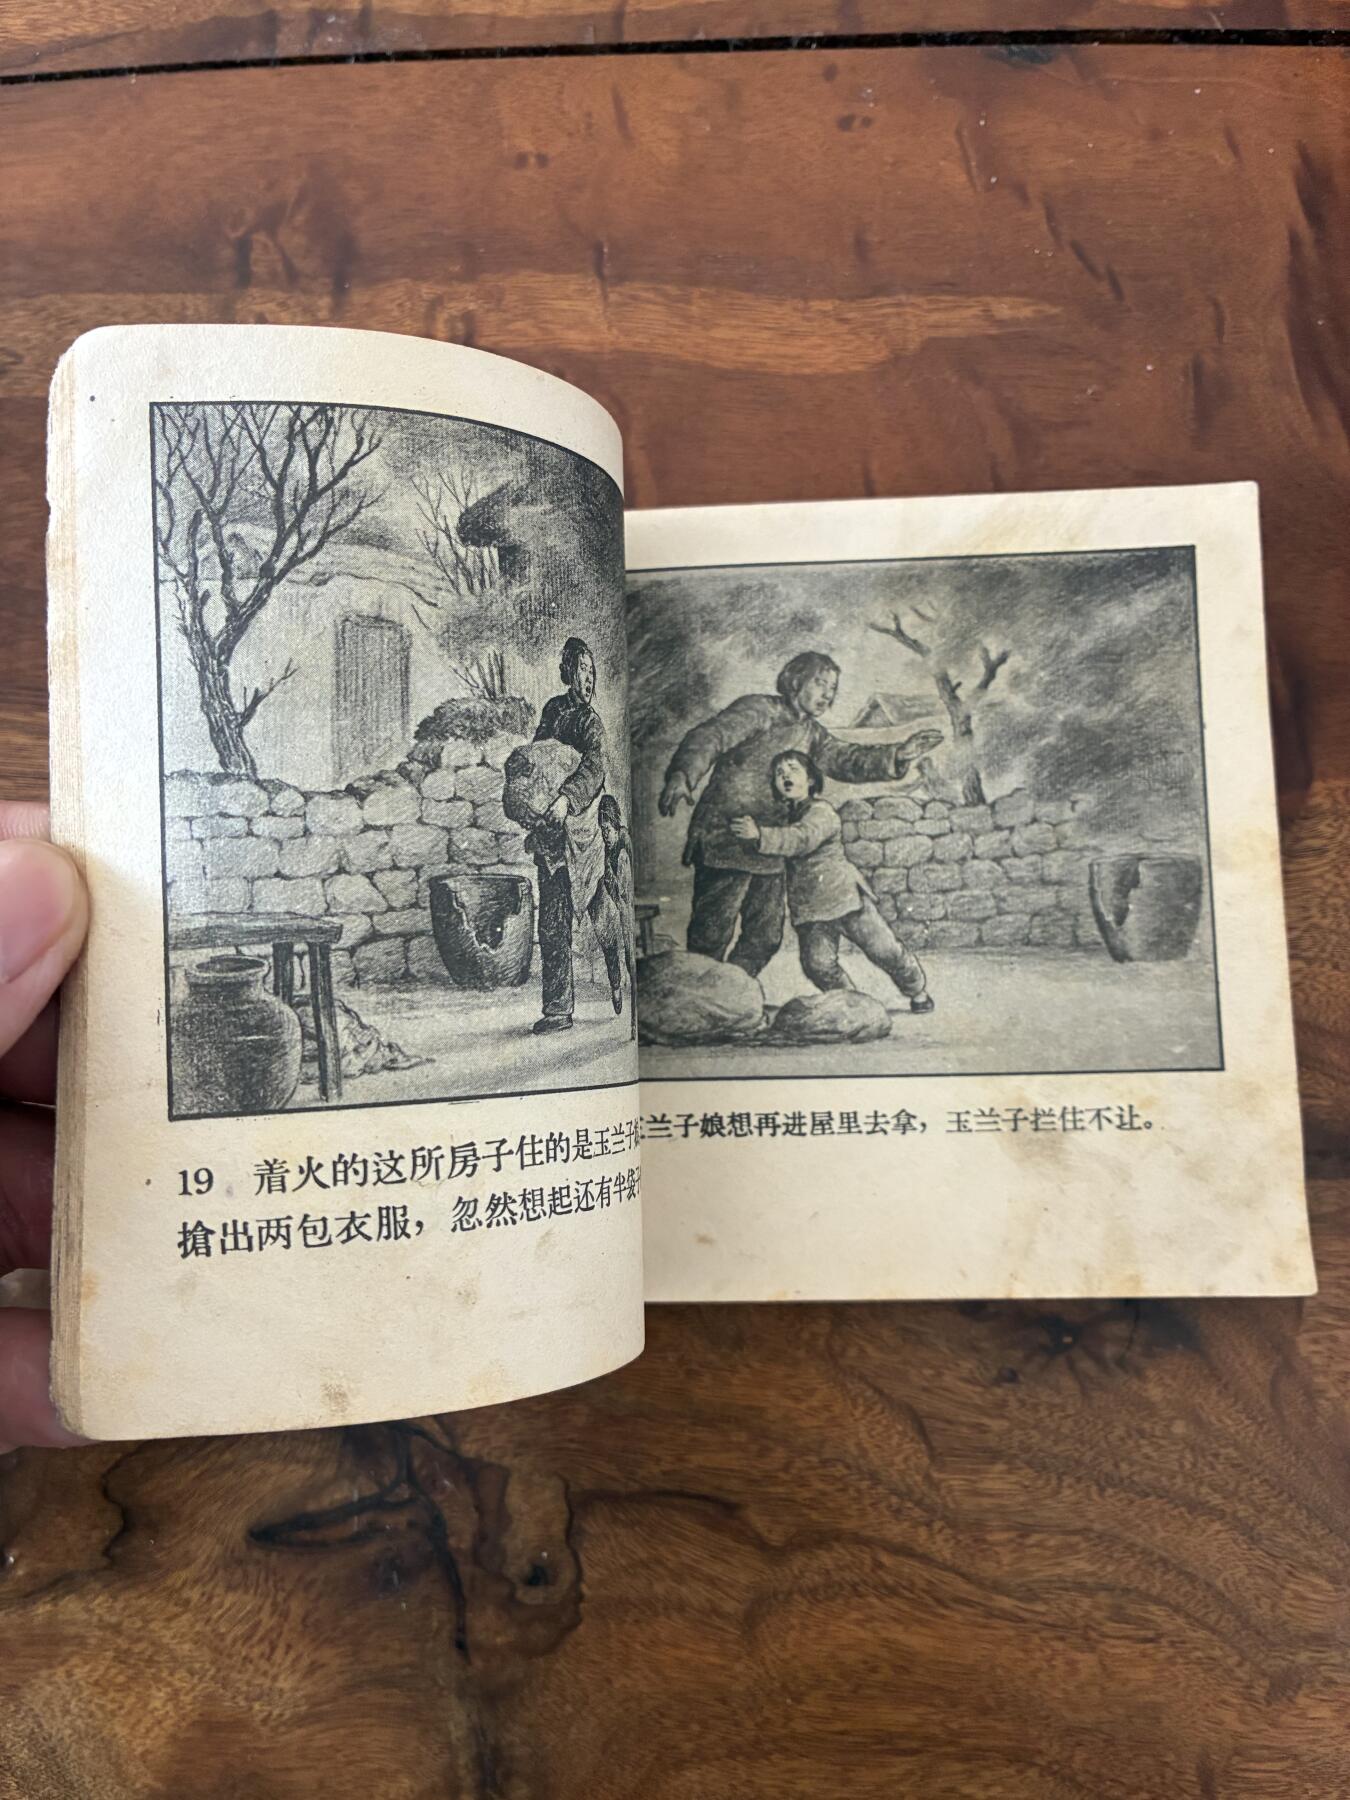 19 着火的这所房子住的是玉兰子
搶出两包衣服，忽然想起还有半袋子
兰子娘想再进屋里去拿，玉兰子拦住不让。